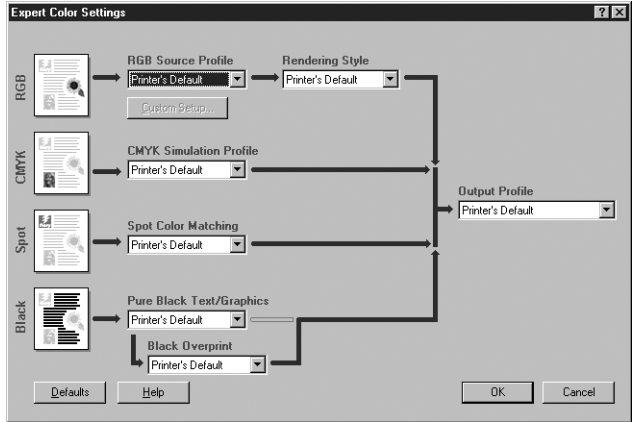 Expert Color Settings
RGB
RGB Source Profile
Printer's Default
Custom Setup...
Rendering Style
Printer's Default
CMYK
CMYK Simulation Profile
Printer's Default
Output Profile
Printer's Default
Spot
Spot Color Matching
Printer's Default
Black
Pure Black Text/Graphics
Printer's Default
Black Overprint
Printer's Default
Defaults
Help
OK
Cancel